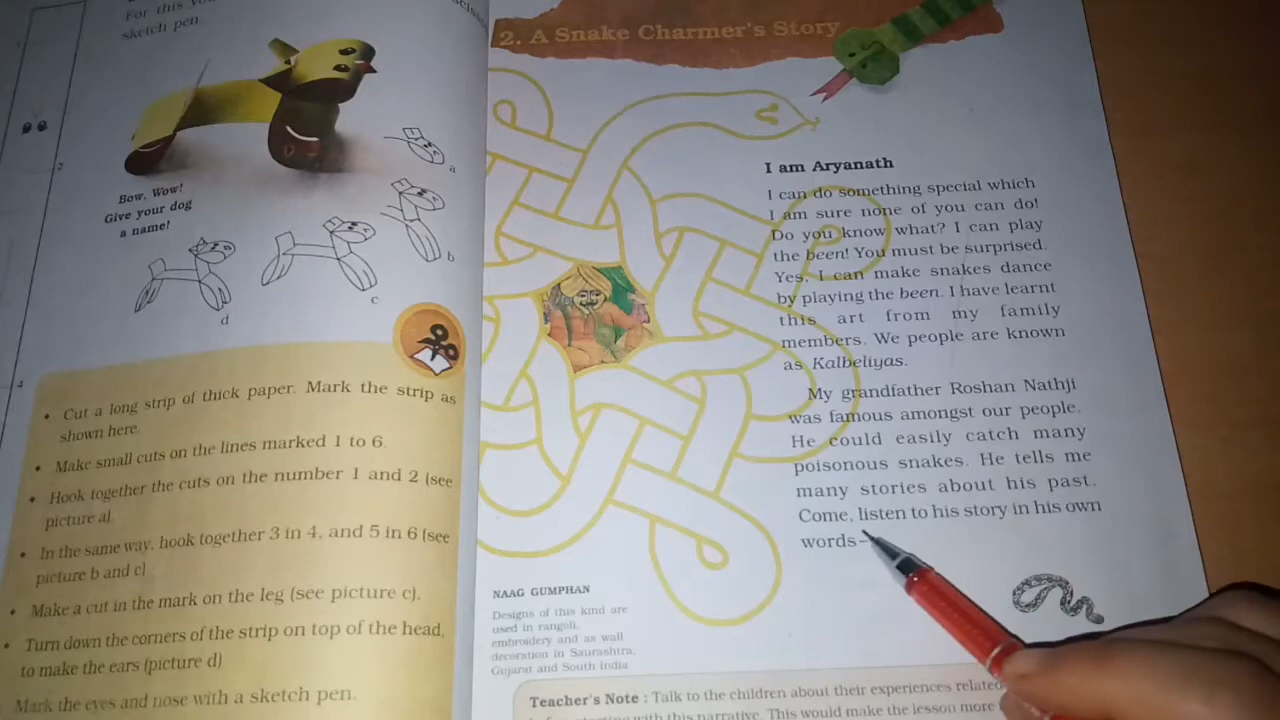 For this
sketch pen.
Bow, Wow!
Give your dog
a name!
a
b
c
d
2
4
• Cut a long strip of thick paper. Mark the strip as
shown here.
• Make small cuts on the lines marked 1 to 6.
• Hook together the cuts on the number 1 and 2 (see
picture a).
• In the same way, hook together 3 in 4, and 5 in 6 (see
picture b and c)
• Make a cut in the mark on the leg (see picture c).
• Turn down the corners of the strip on top of the head,
to make the ears (picture d)
Mark the eyes and nose with a sketch pen.
2. A Snake Charmer's Story
I am Aryanath
I can do something special which
I am sure none of you can do!
Do you know what? I can play
the been! You must be surprised.
Yes, I can make snakes dance
by playing the been. I have learnt
this art from my family
members. We people are known
as Kalbeliyas.
My grandfather Roshan Nathji
was famous amongst our people.
He could easily catch many
poisonous snakes. He tells me
many stories about his past.
Come, listen to his story in his own
words–
NAAG GUMPHAN
Designs of this kind are
used in rangoli,
embroidery and as wall
decoration in Saurashtra,
Gujarat and South India
Teacher's Note : Talk to the children about their experiences related
with this narrative. This would make the lesson more